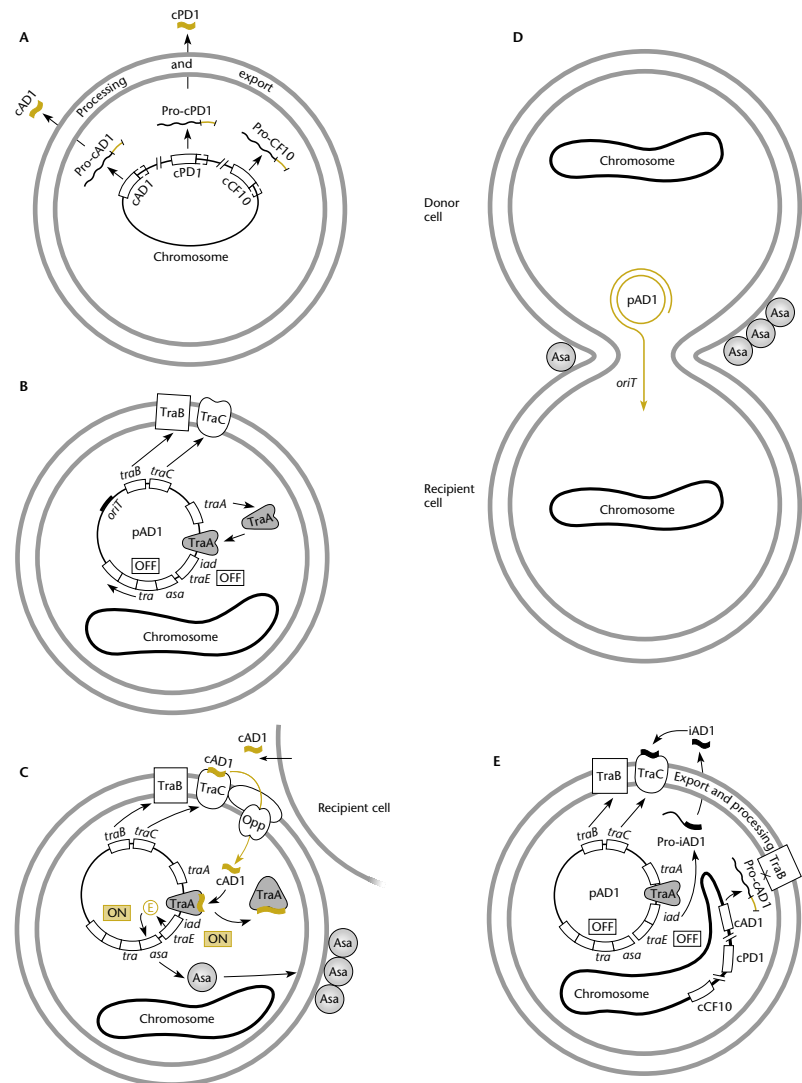 A
cPD1
Processing
and
export
cAD1
Pro-cPD1
Pro-cAD1
Pro-CF10
cAD1
cPD1
cCF10
Chromosome
B
TraB
TraC
traB
traC
oriT
traA
TraA
pAD1
TraA
OFF
iad
traE
OFF
tra
asa
Chromosome
C
cAD1
cAD1
TraB
TraC
Recipient cell
Opp
traB
traC
cAD1
traA
TraA
TraA
ON
E
iad
ON
traE
tra
asa
Asa
Asa
Asa
Asa
Chromosome
D
Chromosome
Donor
cell
pAD1
Asa
Asa
Asa
Asa
oriT
Recipient
cell
Chromosome
E
iAD1
TraB
TraC
Export and processing
traB
traC
Pro-iAD1
TraB
X
Pro-cAD1
traA
pAD1
TraA
OFF
iad
cAD1
traE
OFF
tra
asa
cPD1
Chromosome
cCF10